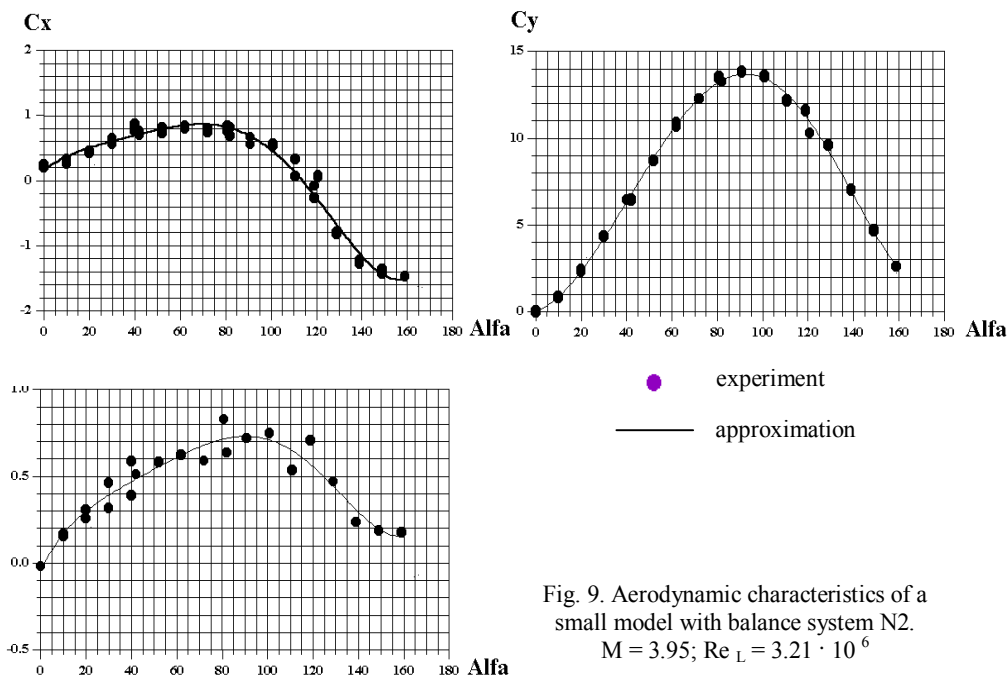 Cx
2
1
0
-1
-2
0 20 40 60 80 100 120 140 160 180
Alfa
Cy
15
10
5
0
0 20 40 60 80 100 120 140 160 180
Alfa
1.0
0.5
0.0
-0.5
0 20 40 60 80 100 120 140 160 180
Alfa
experiment
approximation
Fig. 9. Aerodynamic characteristics of a
small model with balance system N2.
M = 3.95; Re L = 3.21 · 10 6